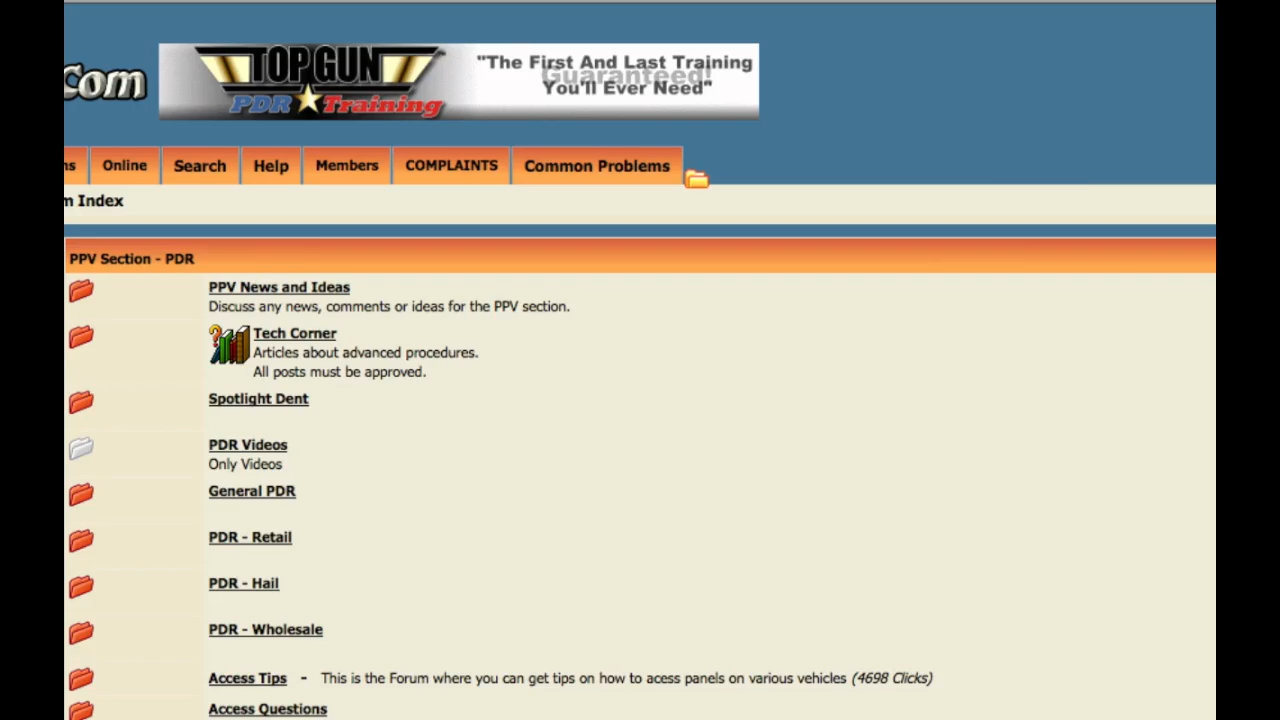 Com
TOPGUN
PDR Training
"The First And Last Training
Guaranteed!
You'll Ever Need"
ns
Online
Search
Help
Members
COMPLAINTS
Common Problems
m Index
PPV Section - PDR
PPV News and Ideas
Discuss any news, comments or ideas for the PPV section.
Tech Corner
Articles about advanced procedures.
All posts must be approved.
Spotlight Dent
PDR Videos
Only Videos
General PDR
PDR - Retail
PDR - Hail
PDR - Wholesale
Access Tips - This is the Forum where you can get tips on how to acess panels on various vehicles (4698 Clicks)
Access Questions